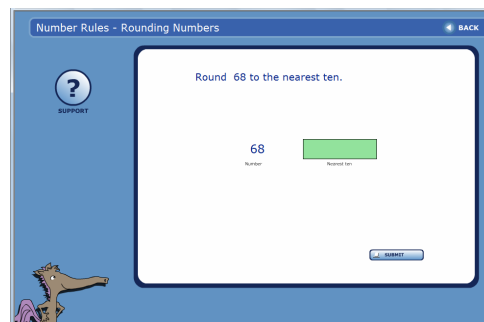 Number Rules - Rounding Numbers
BACK
?
SUPPORT
Round 68 to the nearest ten.
68
Number
Nearest ten
SUBMIT